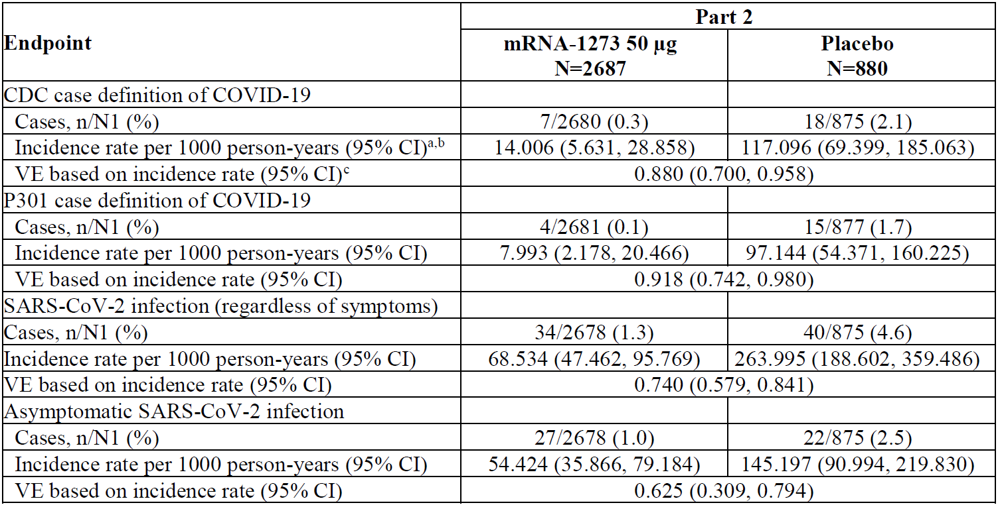 Endpoint
Part 2
mRNA-1273 50 µg
N=2687
Placebo
N=880
CDC case definition of COVID-19
Cases, n/N1 (%) 7/2680 (0.3) 18/875 (2.1)
Incidence rate per 1000 person-years (95% CI)a,b 14.006 (5.631, 28.858) 117.096 (69.399, 185.063)
VE based on incidence rate (95% CI)c 0.880 (0.700, 0.958)
P301 case definition of COVID-19
Cases, n/N1 (%) 4/2681 (0.1) 15/877 (1.7)
Incidence rate per 1000 person-years (95% CI) 7.993 (2.178, 20.466) 97.144 (54.371, 160.225)
VE based on incidence rate (95% CI) 0.918 (0.742, 0.980)
SARS-CoV-2 infection (regardless of symptoms)
Cases, n/N1 (%) 34/2678 (1.3) 40/875 (4.6)
Incidence rate per 1000 person-years (95% CI) 68.534 (47.462, 95.769) 263.995 (188.602, 359.486)
VE based on incidence rate (95% CI) 0.740 (0.579, 0.841)
Asymptomatic SARS-CoV-2 infection
Cases, n/N1 (%) 27/2678 (1.0) 22/875 (2.5)
Incidence rate per 1000 person-years (95% CI) 54.424 (35.866, 79.184) 145.197 (90.994, 219.830)
VE based on incidence rate (95% CI) 0.625 (0.309, 0.794)